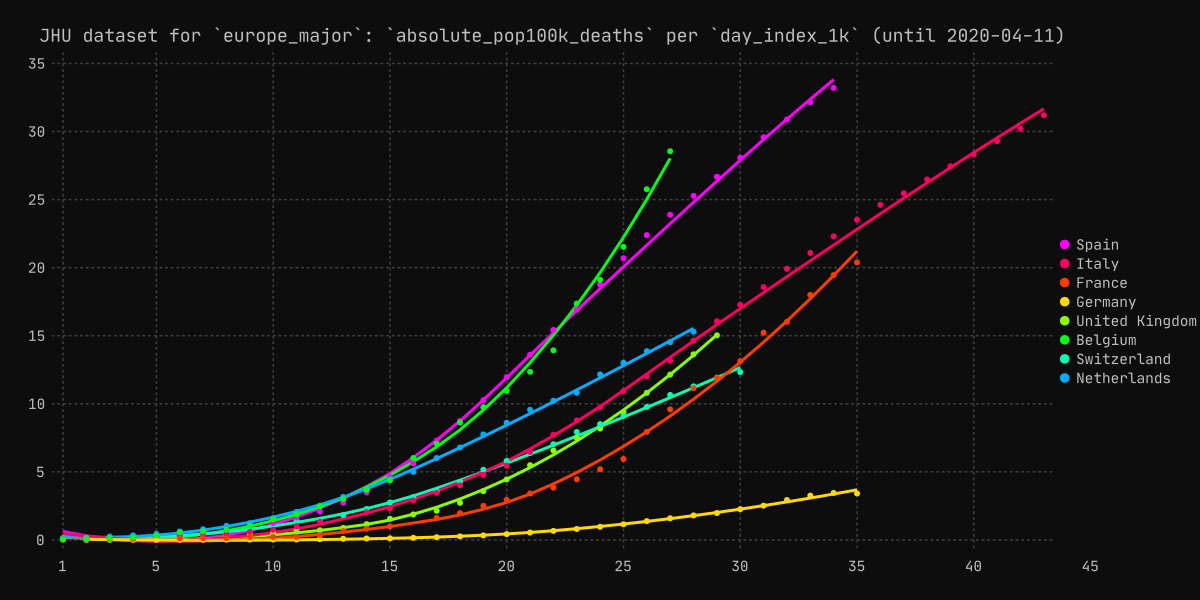 JHU dataset for `europe_major`: `absolute_pop100k_deaths` per `day_index_1k` (until 2020-04-11)
35
30
25
20
15
10
5
0
1 5 10 15 20 25 30 35 40 45
Spain
Italy
France
Germany
United Kingdom
Belgium
Switzerland
Netherlands